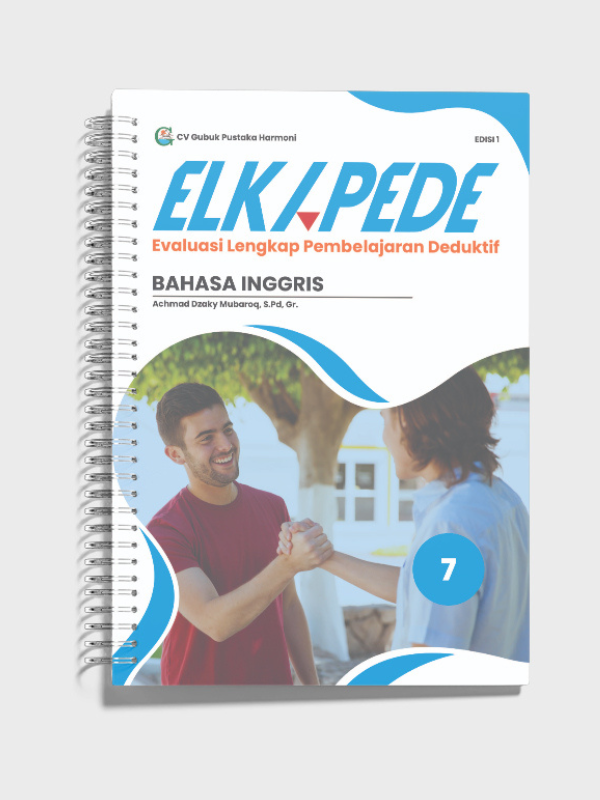 CV Gubuk Pustaka Harmoni
EDISI 1
ELKAPEDE
Evaluasi Lengkap Pembelajaran Deduktif
BAHASA INGGRIS
Achmad Dzaky Mubaroq, S.Pd, Gr.
7